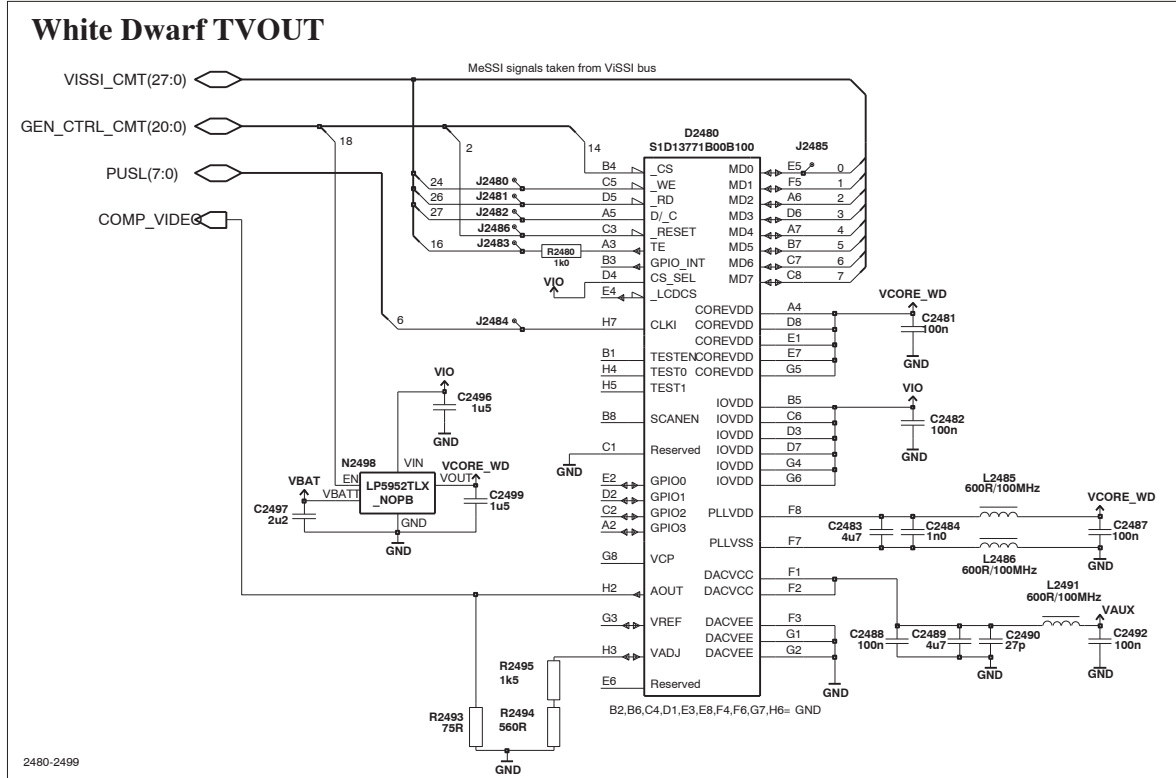 White Dwarf TVOUT
VISSI_CMT(27:0)
MeSSI signals taken from ViSSI bus
GEN_CTRL_CMT(20:0)
18
2
14
PUSL(7:0)
COMP_VIDEO
D2480
S1D13771B00B100
J2485
B4 _CS
24 J2480 C5 _WE
26 J2481 D5 _RD
27 J2482 A5 D/_C
J2486 C3 _RESET
16 J2483 R2480 1k0 A3 TE
B3 GPIO_INT
VIO D4 CS_SEL
E4 _LCDCS
6 J2484 H7 CLKI
B1 TESTEN
H4 TEST0
H5 TEST1
B8 SCANEN
GND C1 Reserved
E2 GPIO0
D2 GPIO1
C2 GPIO2
A2 GPIO3
G8 VCP
H2 AOUT
G3 VREF
H3 VADJ
E6 Reserved
MD0 E5 0
MD1 F5 1
MD2 A6 2
MD3 D6 3
MD4 A7 4
MD5 B7 5
MD6 C7 6
MD7 C8 7
COREVDD A4
COREVDD D8
COREVDD E1
COREVDD E7
COREVDD G5
VCORE_WD
C2481
100n
GND
IOVDD B5
IOVDD C6
IOVDD D3
IOVDD D7
IOVDD G4
IOVDD G6
VIO
C2482
100n
GND
PLLVDD F8
PLLVSS F7
C2483
4u7
C2484
1n0
L2485
600R/100MHz
L2486
600R/100MHz
VCORE_WD
C2487
100n
GND
DACVCC F1
DACVCC F2
DACVEE F3
DACVEE G1
DACVEE G2
GND
C2488
100n
C2489
4u7
C2490
27p
GND
L2491
600R/100MHz
VAUX
C2492
100n
GND
VIO
C2496
1u5
GND
N2498
VIN
EN
VBATT
VOUT
LP5952TLX
_NOPB
GND
GND
VBAT
C2497
2u2
VCORE_WD
C2499
1u5
R2495
1k5
R2493
75R
R2494
560R
GND
B2,B6,C4,D1,E3,E8,F4,F6,G7,H6= GND
2480-2499